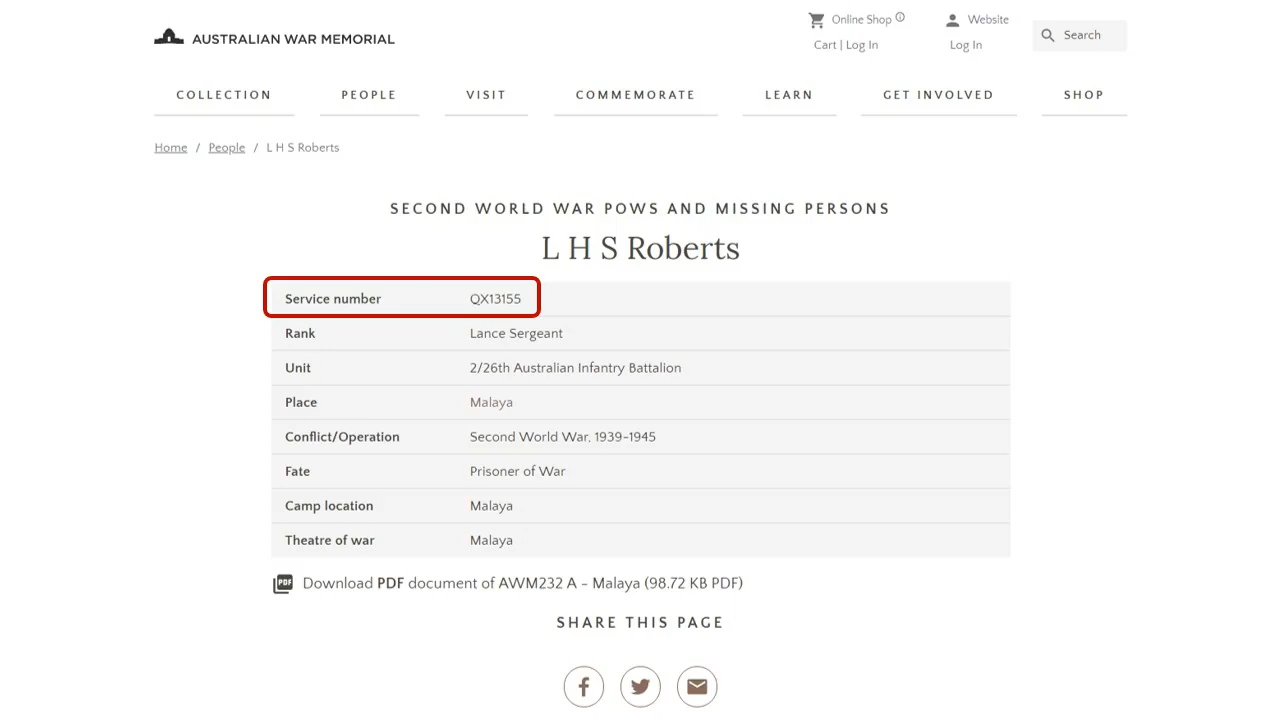 AUSTRALIAN WAR MEMORIAL
Online Shop
Cart | Log In
Website
Log In
Search
COLLECTION PEOPLE VISIT COMMEMORATE LEARN GET INVOLVED SHOP
Home / People / L H S Roberts
SECOND WORLD WAR POWS AND MISSING PERSONS
L H S Roberts
Service number QX13155
Rank Lance Sergeant
Unit 2/26th Australian Infantry Battalion
Place Malaya
Conflict/Operation Second World War, 1939-1945
Fate Prisoner of War
Camp location Malaya
Theatre of war Malaya
PDF Download PDF document of AWM232 A - Malaya (98.72 KB PDF)
SHARE THIS PAGE